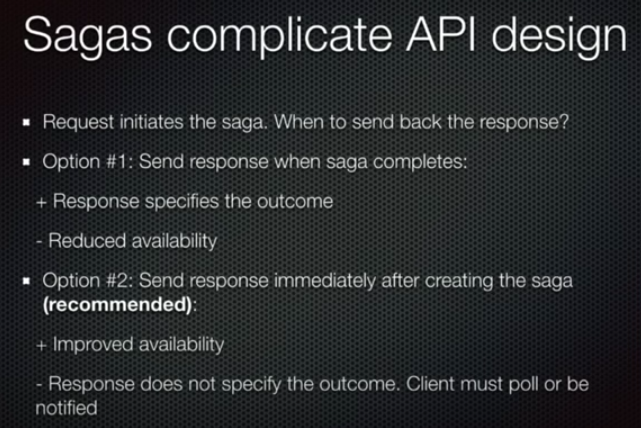 Sagas complicate API design
Request initiates the saga. When to send back the response?
Option #1: Send response when saga completes:
+ Response specifies the outcome
- Reduced availability
Option #2: Send response immediately after creating the saga
(recommended):
+ Improved availability
- Response does not specify the outcome. Client must poll or be
notified